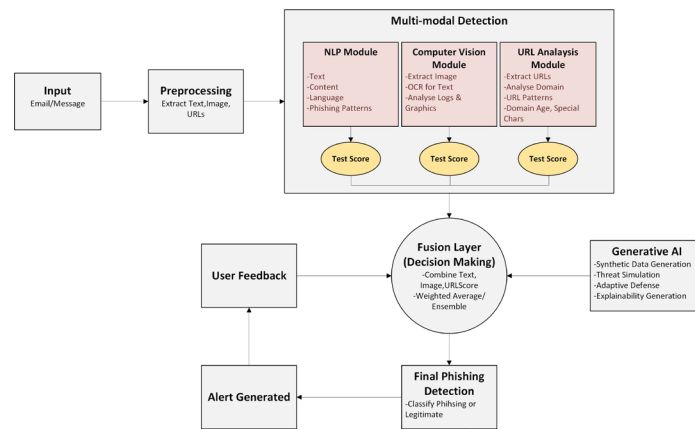 Multi-modal Detection
NLP Module
-Text
-Content
-Language
-Phishing Patterns
Computer Vision
Module
-Extract Image
-OCR for Text
-Analyse Logs &
Graphics
URL Analaysis
Module
-Extract URLs
-Analyse Domain
-URL Patterns
-Domain Age, Special
Chars
Input
Email/Message
Preprocessing
Extract Text,Image,
URLs
Test Score
Test Score
Test Score
Fusion Layer
(Decision Making)
-Combine Text,
Image,URLScore
-Weighted Average/
Ensemble
User Feedback
Generative AI
-Synthetic Data Generation
-Threat Simulation
-Adaptive Defense
-Explainability Generation
Alert Generated
Final Phishing
Detection
-Classify Phihsing or
Legitimate